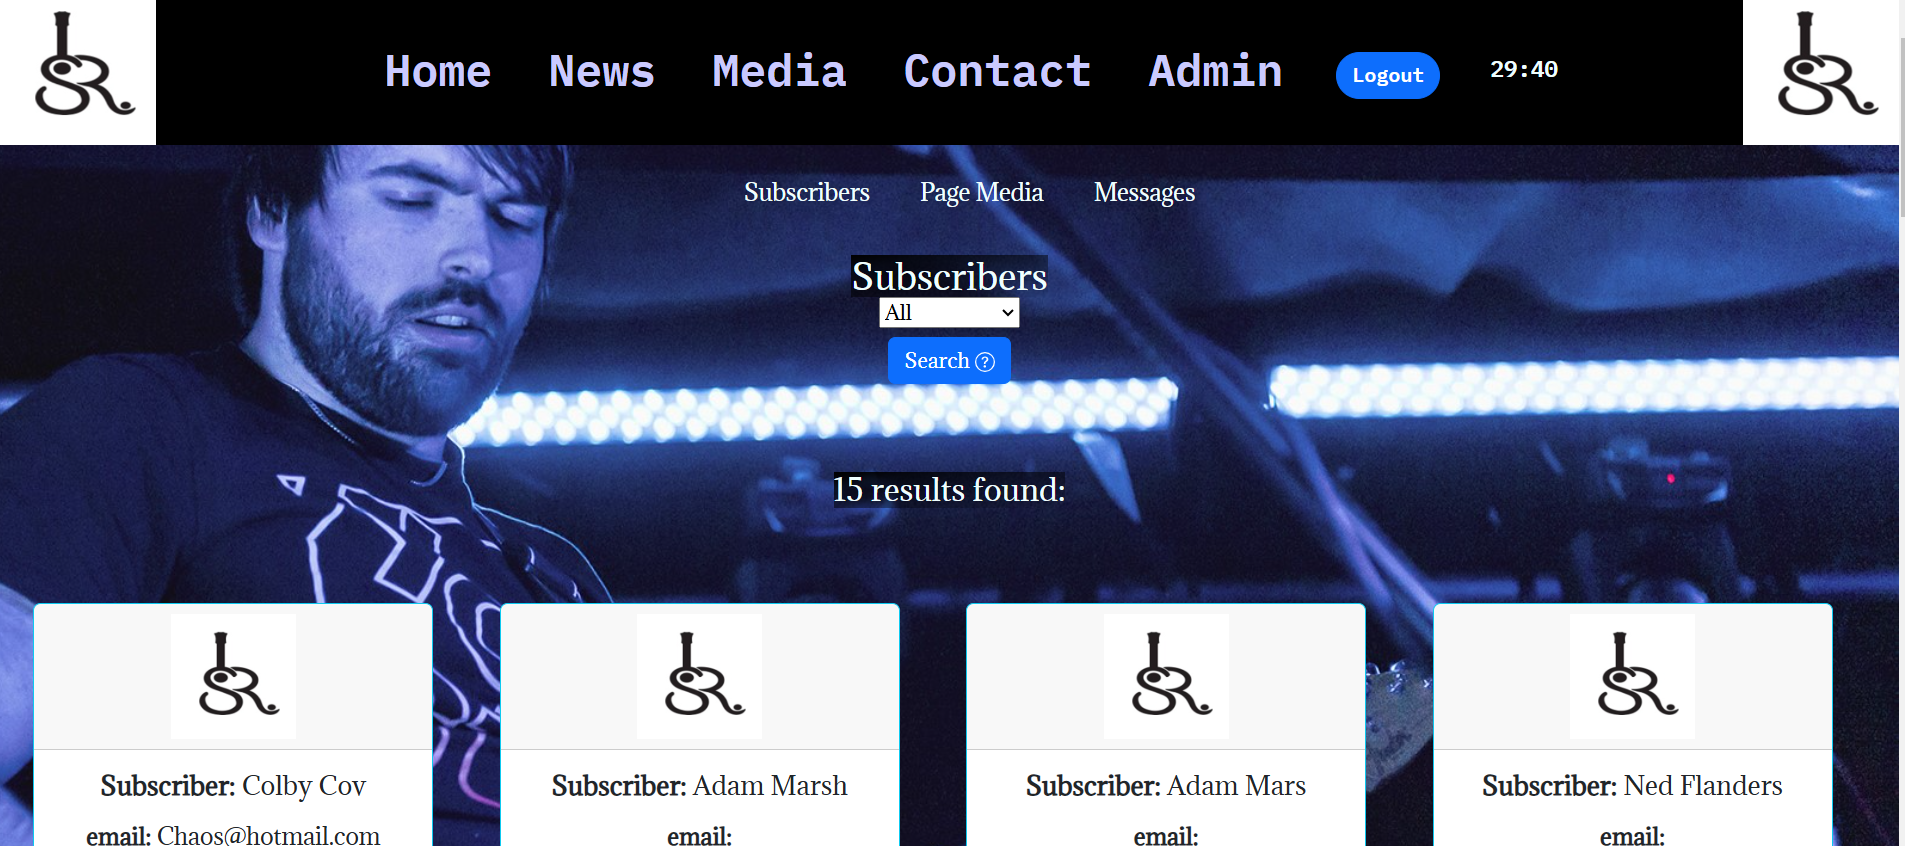 Home News Media Contact Admin Logout 29:40
Subscribers Page Media Messages
Subscribers
All
Search
15 results found:
Subscriber: Colby Cov
email: Chaos@hotmail.com
Subscriber: Adam Marsh
email:
Subscriber: Adam Mars
email:
Subscriber: Ned Flanders
email: